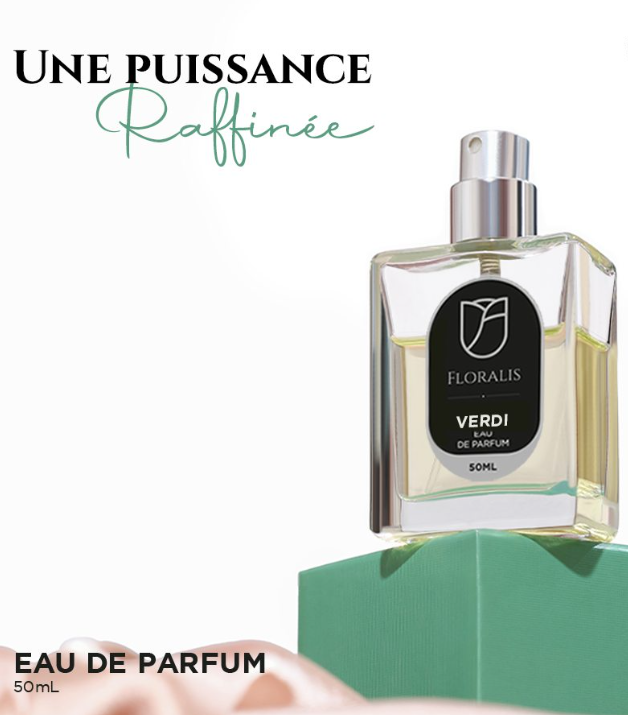 UNE PUISSANCE
Raffinée
FLORALIS
VERDI
EAU
DE PARFUM
50ML
EAU DE PARFUM
50mL